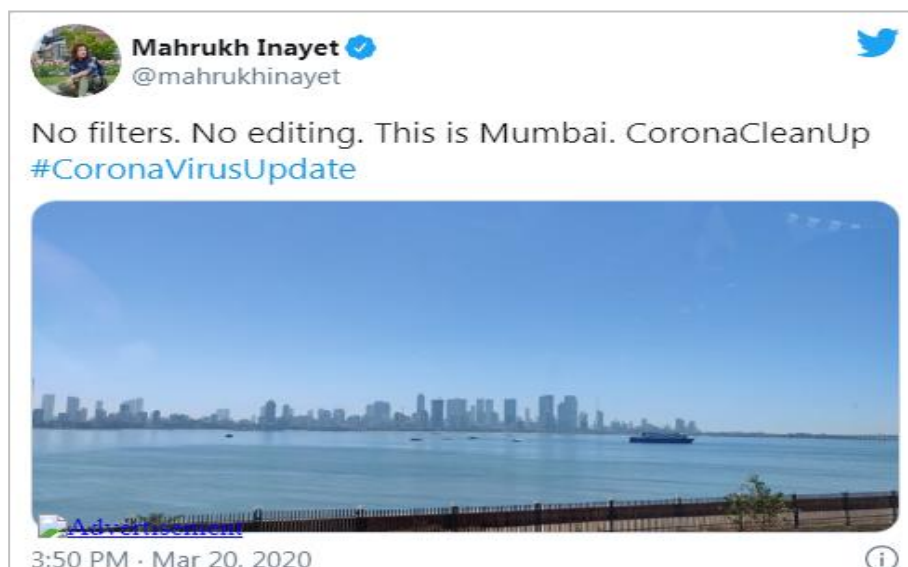 Mahrukh Inayet
@mahrukhinayet
No filters. No editing. This is Mumbai. CoronaCleanUp
#CoronaVirusUpdate
Advertisement
3:50 PM · Mar 20, 2020